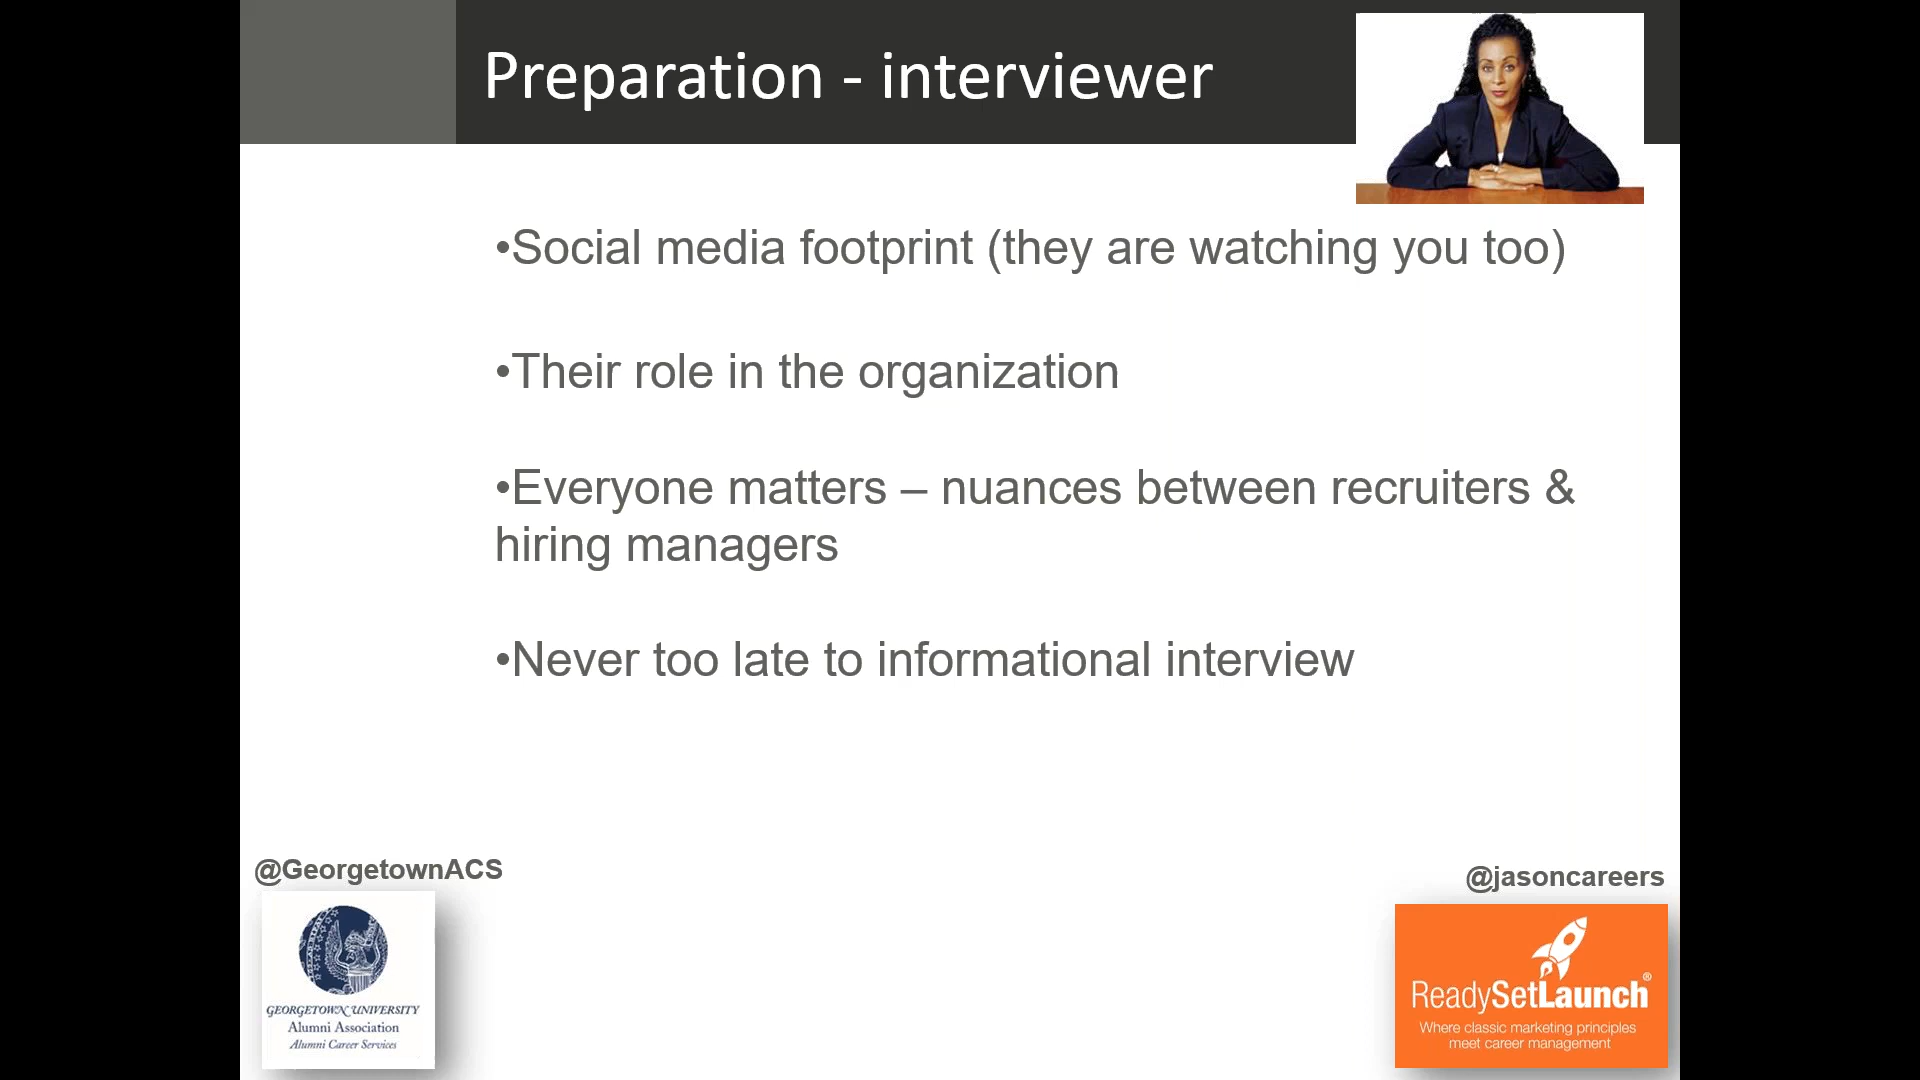 Preparation - interviewer
•Social media footprint (they are watching you too)
•Their role in the organization
•Everyone matters – nuances between recruiters &
hiring managers
•Never too late to informational interview
@GeorgetownACS
GEORGETOWN UNIVERSITY
Alumni Association
Alumni Career Services
@jasoncareers
ReadySetLaunch®
Where classic marketing principles
meet career management